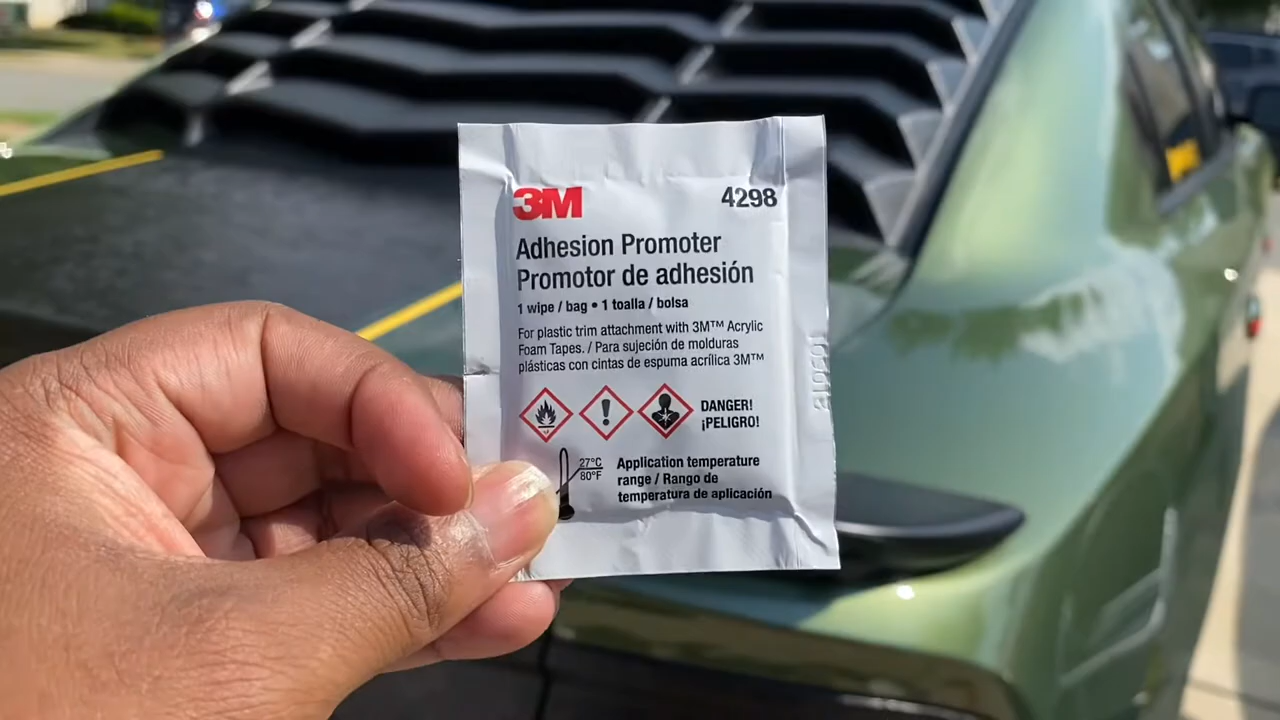 3M
4298
Adhesion Promoter
Promotor de adhesión
1 wipe / bag • 1 toalla / bolsa
For plastic trim attachment with 3M™ Acrylic
Foam Tapes. / Para sujeción de molduras
plásticas con cintas de espuma acrílica 3M™
DANGER!
¡PELIGRO!
27°C
80°F
Application temperature
range / Rango de
temperatura de aplicación